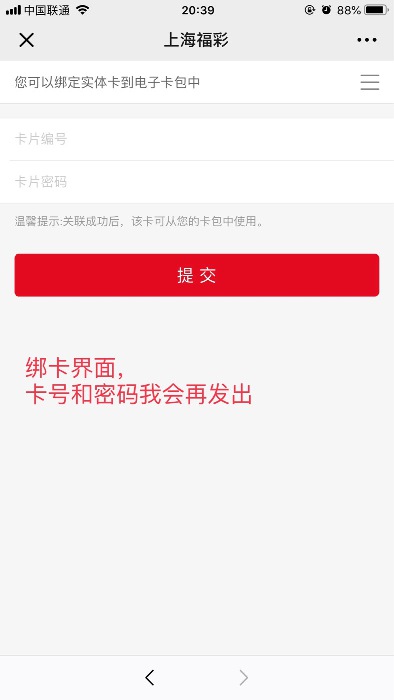 中国联通 20:39 88%
上海福彩
您可以绑定实体卡到电子卡包中
卡片编号
卡片密码
温馨提示:关联成功后，该卡可从您的卡包中使用。
提交
绑卡界面，
卡号和密码我会再发出